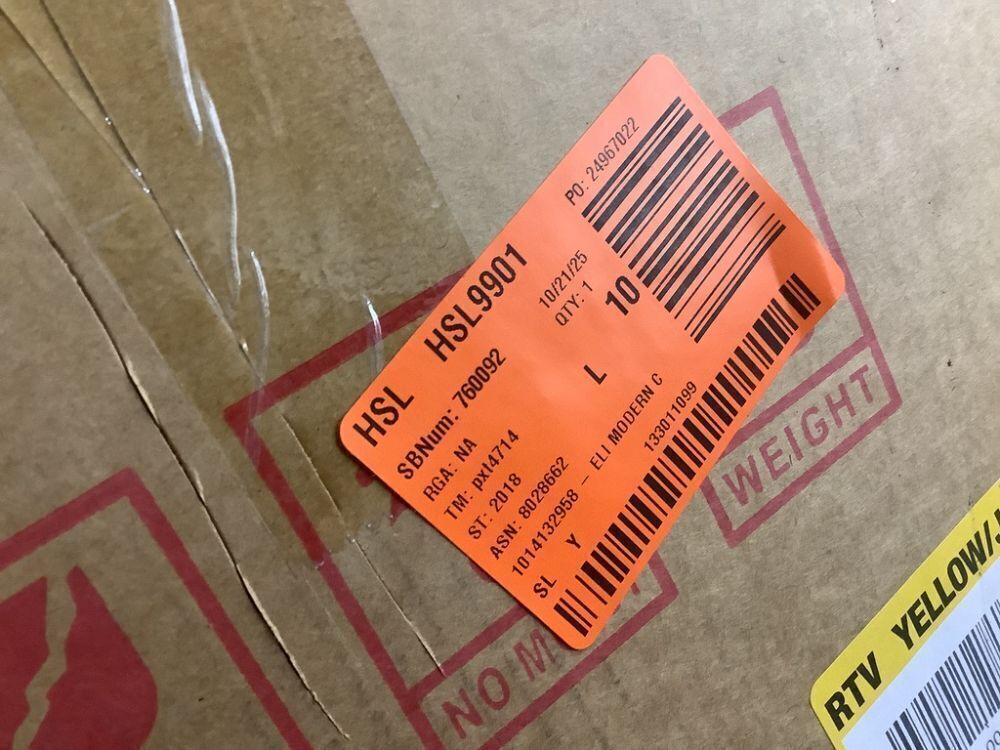 HSL HSL9901
PO: 24967022
SBNum: 760092
10/21/25
RGA: NA
QTY: 1
TM: pxt4714
10
ST: 2018
L
ASN: 8028662
1014132958 - ELI MODERN C
SL Y
133011099
WEIGHT
NO M
RTV YELLOW/